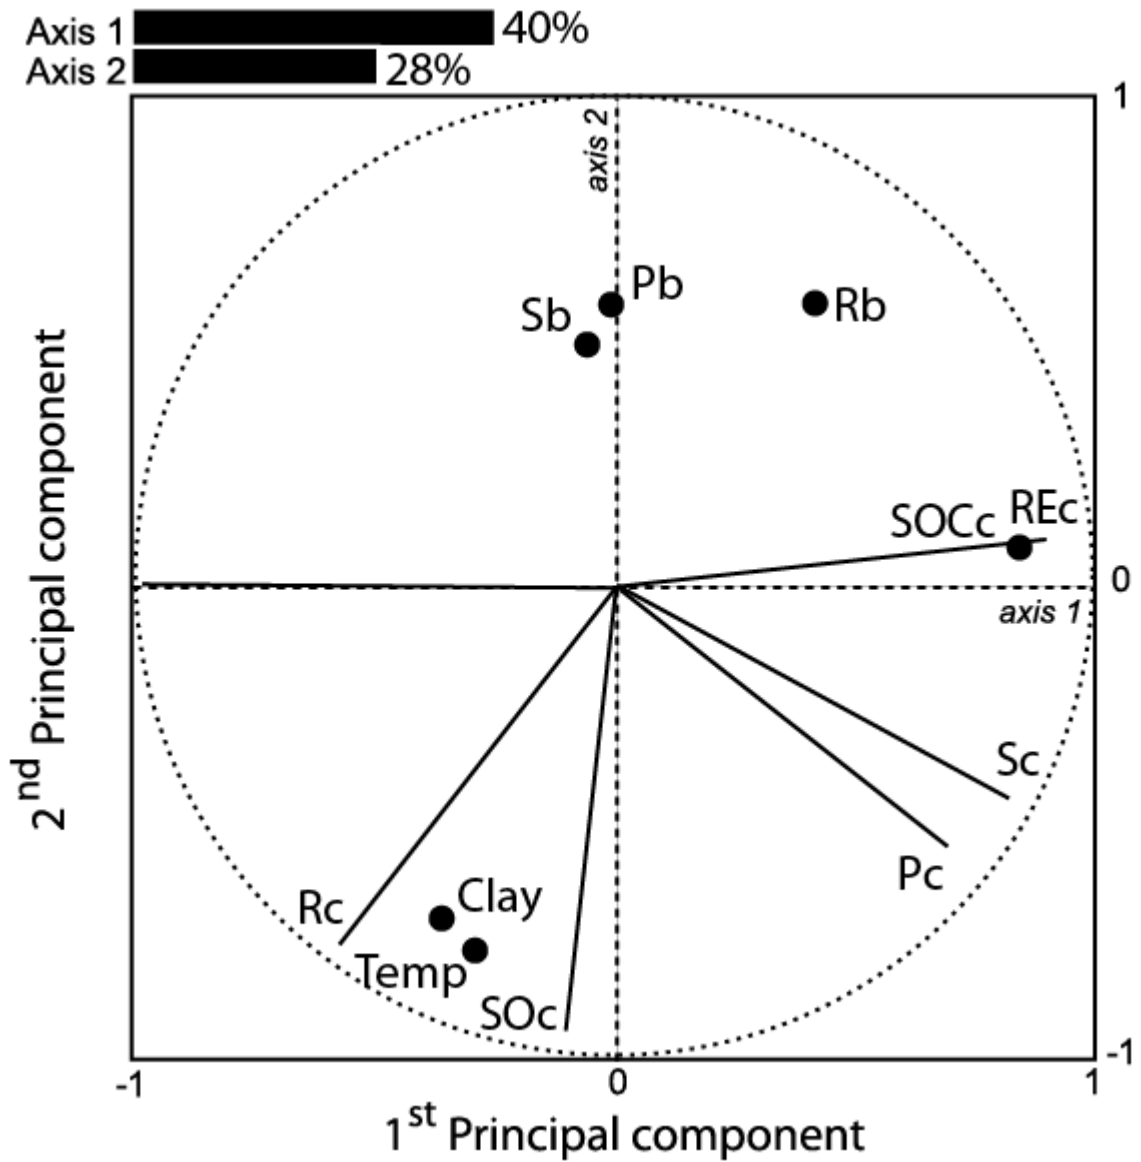 Axis 1 40%
Axis 2 28%
1
axis 2
Pb
Sb
Rb
REc
SOCc
0
axis 1
2nd Principal component
Sc
Pc
Clay
Rc
Temp
SOc
-1
-1 0 1
1st Principal component